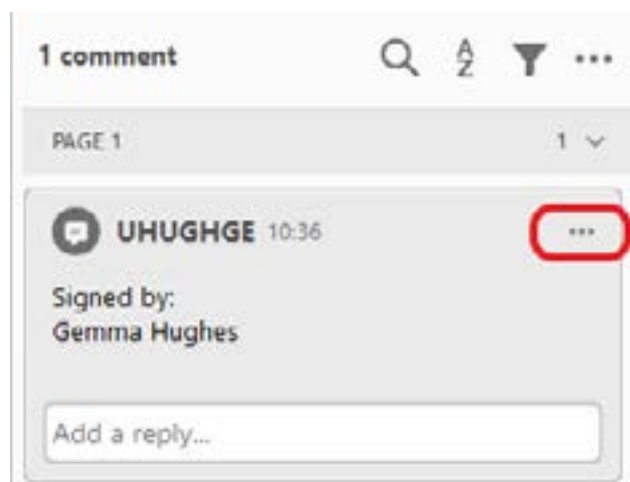 1 comment
PAGE 1 1
UHUGHGE 10:36
Signed by:
Gemma Hughes
Add a reply...